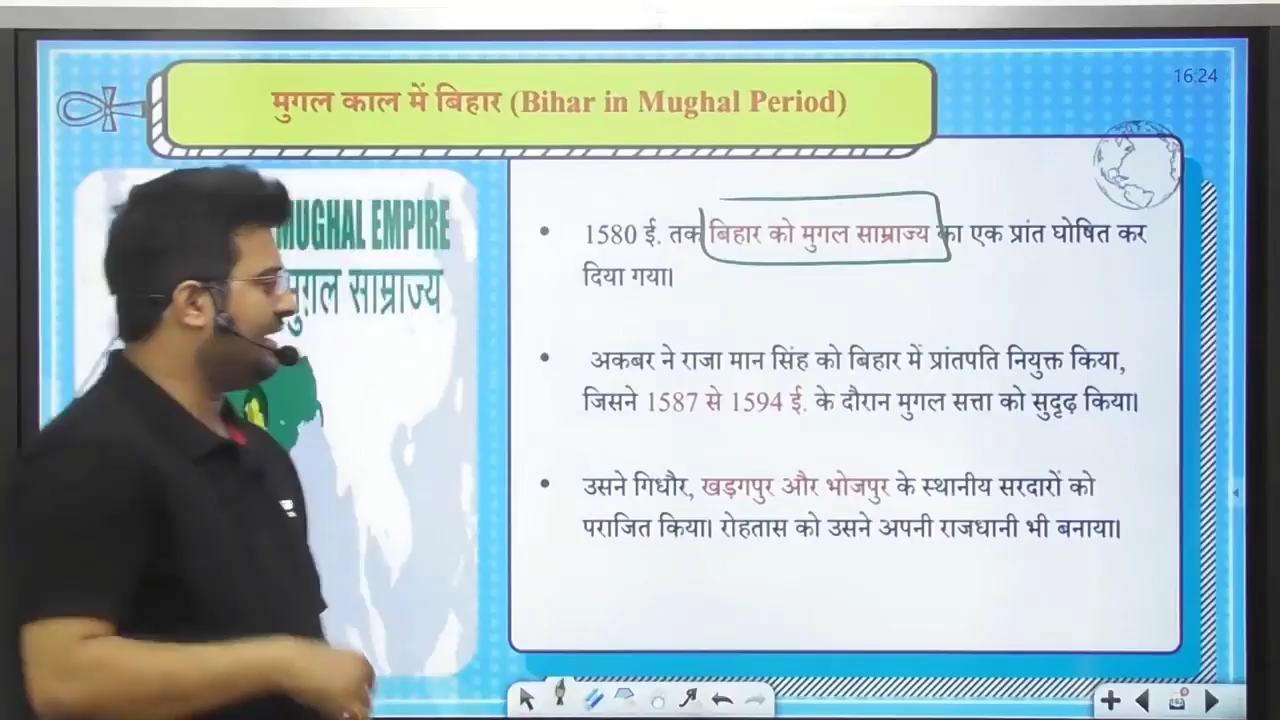 16:24
मुगल काल में बिहार (Bihar in Mughal Period)
MUGHAL EMPIRE
मुग़ल साम्राज्य
1580 ई. तक बिहार को मुगल साम्राज्य का एक प्रांत घोषित कर
दिया गया।
अकबर ने राजा मान सिंह को बिहार में प्रांतपति नियुक्त किया,
जिसने 1587 से 1594 ई. के दौरान मुगल सत्ता को सुदृढ़ किया।
उसने गिधौर, खड़गपुर और भोजपुर के स्थानीय सरदारों को
पराजित किया। रोहतास को उसने अपनी राजधानी भी बनाया।